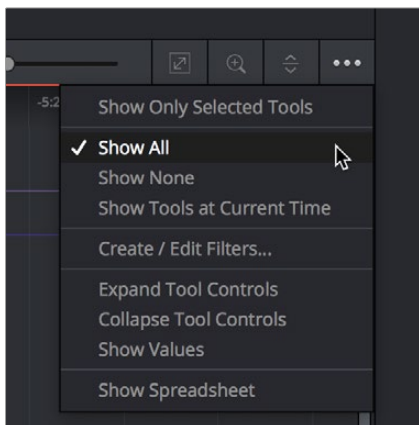 -5:2
Show Only Selected Tools
Show All
Show None
Show Tools at Current Time
Create / Edit Filters...
Expand Tool Controls
Collapse Tool Controls
Show Values
Show Spreadsheet